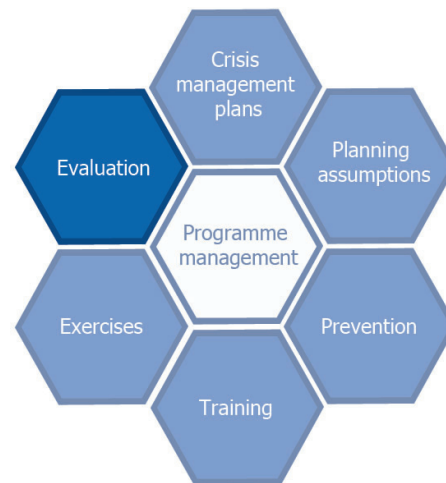 Crisis
management
plans
Evaluation
Planning
assumptions
Programme
management
Exercises
Prevention
Training